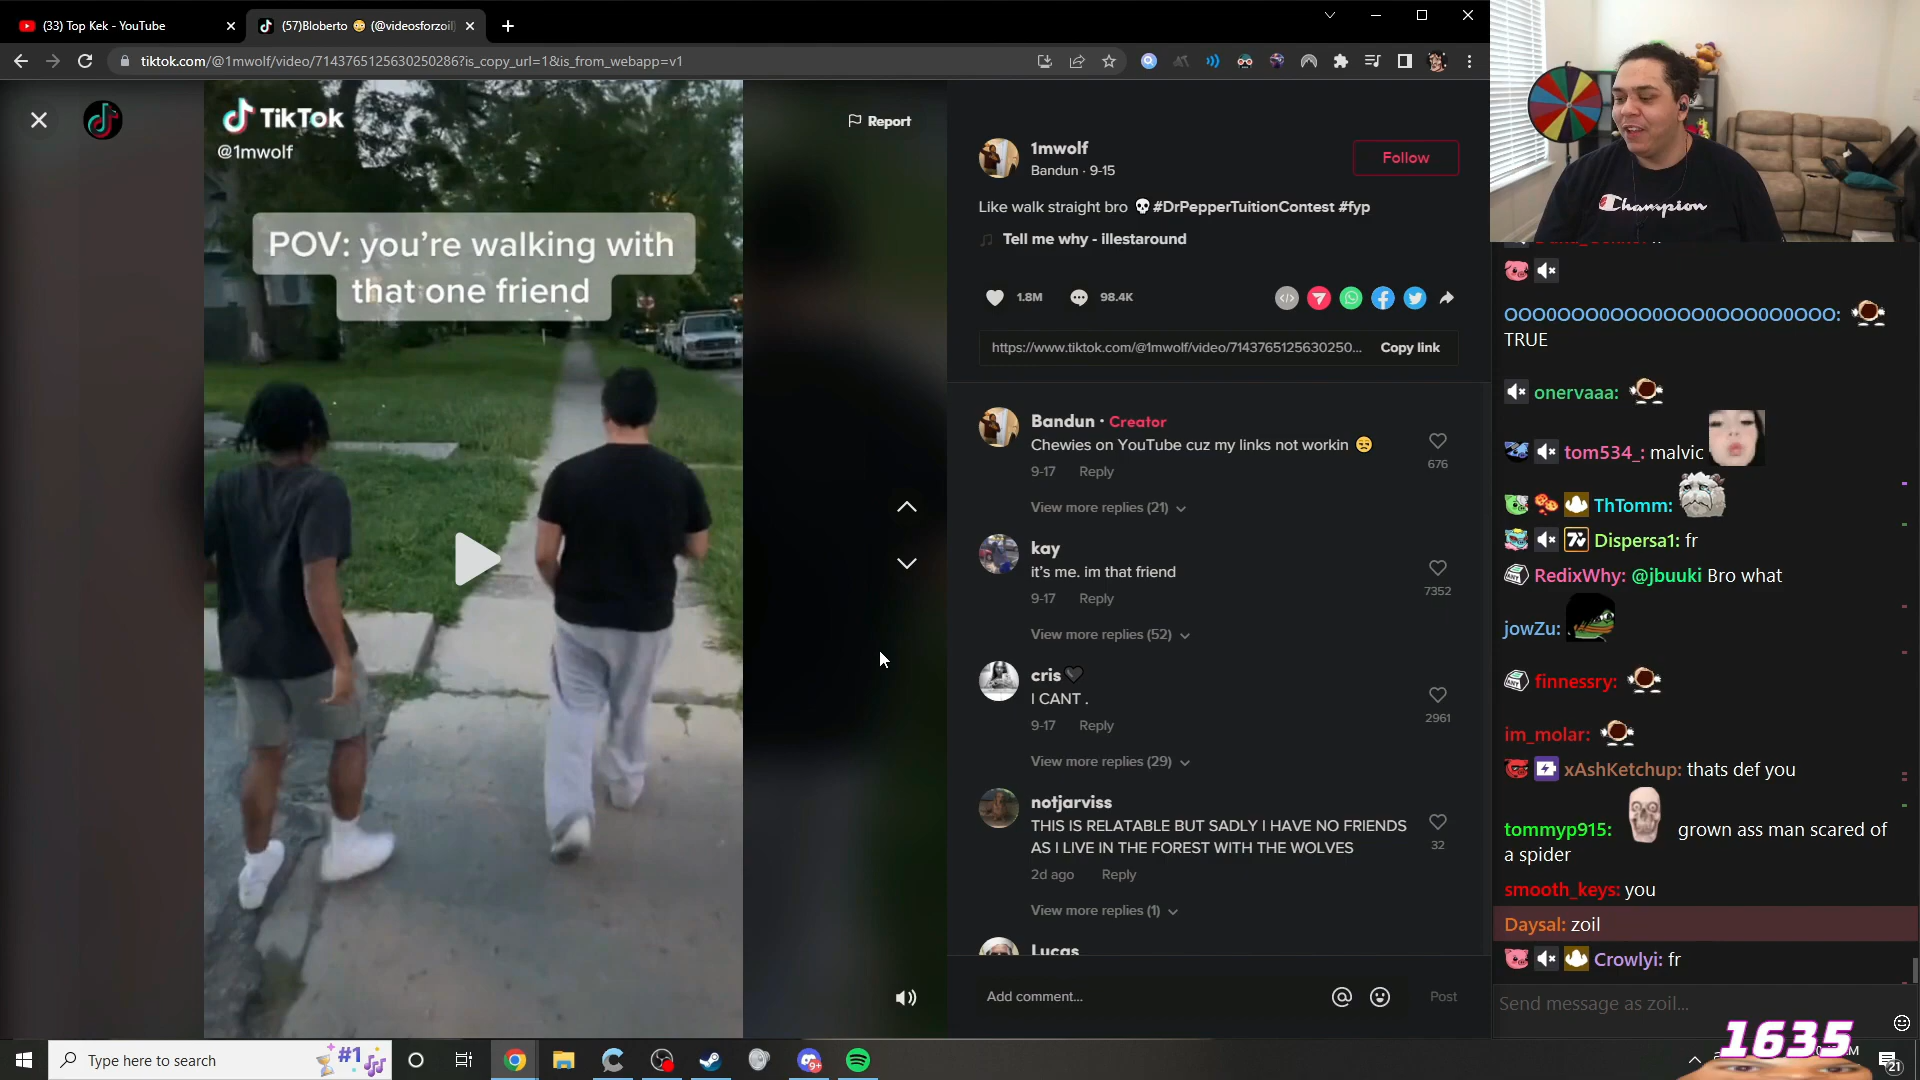 (33) Top Kek - YouTube
(57)Bloberto 😳 (@videosforzoil)
tiktok.com/@1mwolf/video/7143765125630250286?is_copy_url=1&is_from_webapp=v1
TikTok
@1mwolf
Report
POV: you're walking with
that one friend
1mwolf
Bandun · 9-15
Follow
Like walk straight bro 💀 #DrPepperTuitionContest #fyp
Tell me why - illestaround
1.8M
98.4K
https://www.tiktok.com/@1mwolf/video/7143765125630250...
Copy link
Bandun · Creator
Chewies on YouTube cuz my links not workin 😒
676
9-17 Reply
View more replies (21)
kay
it's me. im that friend
7352
9-17 Reply
View more replies (52)
cris🖤
I CANT .
2961
9-17 Reply
View more replies (29)
notjarviss
THIS IS RELATABLE BUT SADLY I HAVE NO FRIENDS
AS I LIVE IN THE FOREST WITH THE WOLVES
32
2d ago Reply
View more replies (1)
Lucas
Add comment...
Post
Champion
TRUE
onervaaa:
tom534_: malvic
ThTomm:
Dispersa1: fr
RedixWhy: @jbuuki Bro what
jowZu:
finnessry:
im_molar:
xAshKetchup: thats def you
tommyp915: grown ass man scared of
a spider
smooth_keys: you
Daysal: zoil
Crowlyi: fr
Send message as zoil...
1635
Type here to search
#1
9+
21